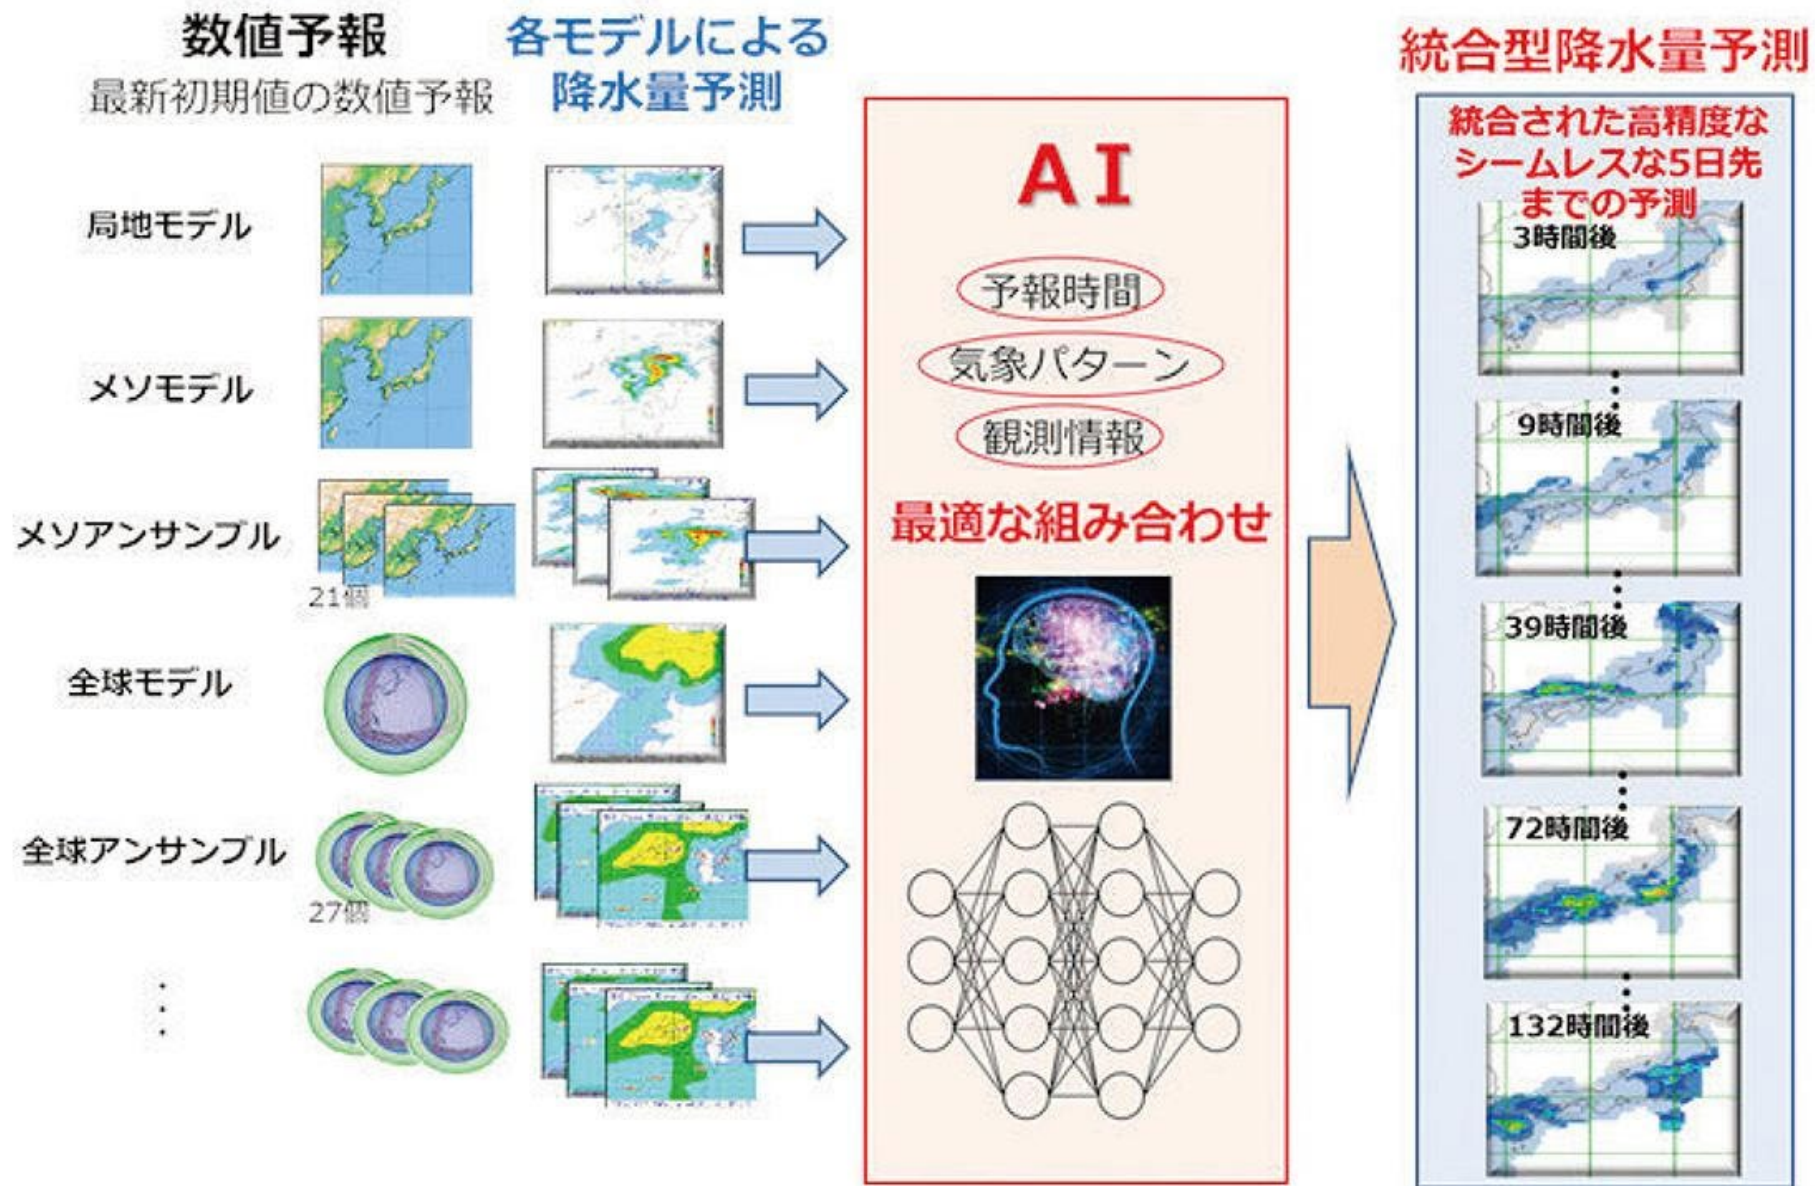 数値予報
最新初期値の数値予報
各モデルによる
降水量予測
局地モデル
メソモデル
メソアンサンブル
21個
全球モデル
全球アンサンブル
27個
AI
予報時間
気象パターン
観測情報
最適な組み合わせ
統合型降水量予測
統合された高精度な
シームレスな5日先
までの予測
3時間後
9時間後
39時間後
72時間後
132時間後